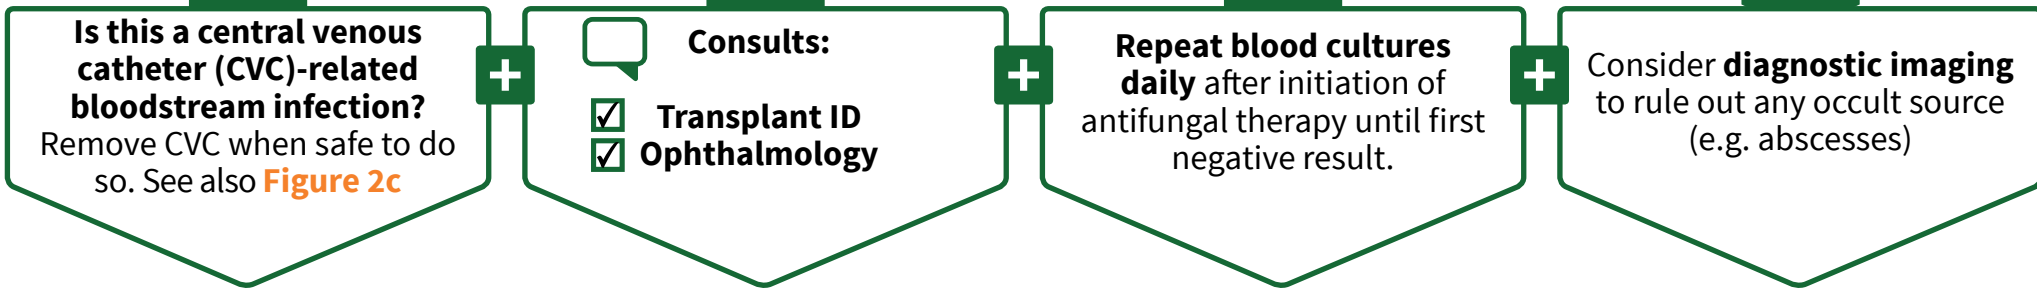 Is this a central venous
catheter (CVC)-related
bloodstream infection?
Remove CVC when safe to do
so. See also Figure 2c
+
Consults:
Transplant ID
Ophthalmology
+
Repeat blood cultures
daily after initiation of
antifungal therapy until first
negative result.
+
Consider diagnostic imaging
to rule out any occult source
(e.g. abscesses)